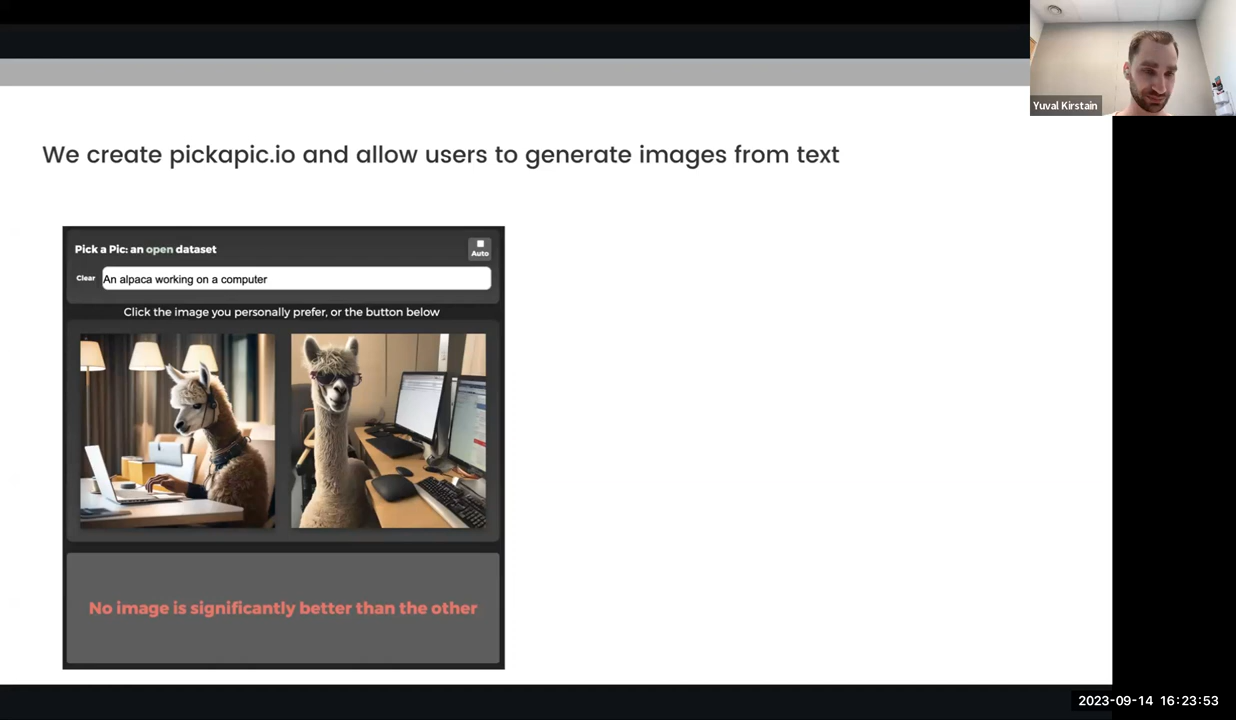 Yuval Kirstain
We create pickapic.io and allow users to generate images from text
Pick a Pic: an open dataset
Auto
Clear
An alpaca working on a computer
Click the image you personally prefer, or the button below
No image is significantly better than the other
2023-09-14 16:23:53